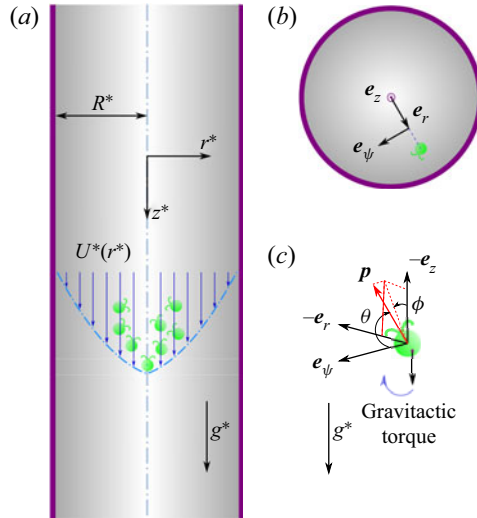 (a)
R*
r*
z*
U*(r*)
g*
(b)
e_z
e_r
e_ψ
(c)
p
−e_z
θ
ϕ
−e_r
e_ψ
Gravitactic
torque
g*